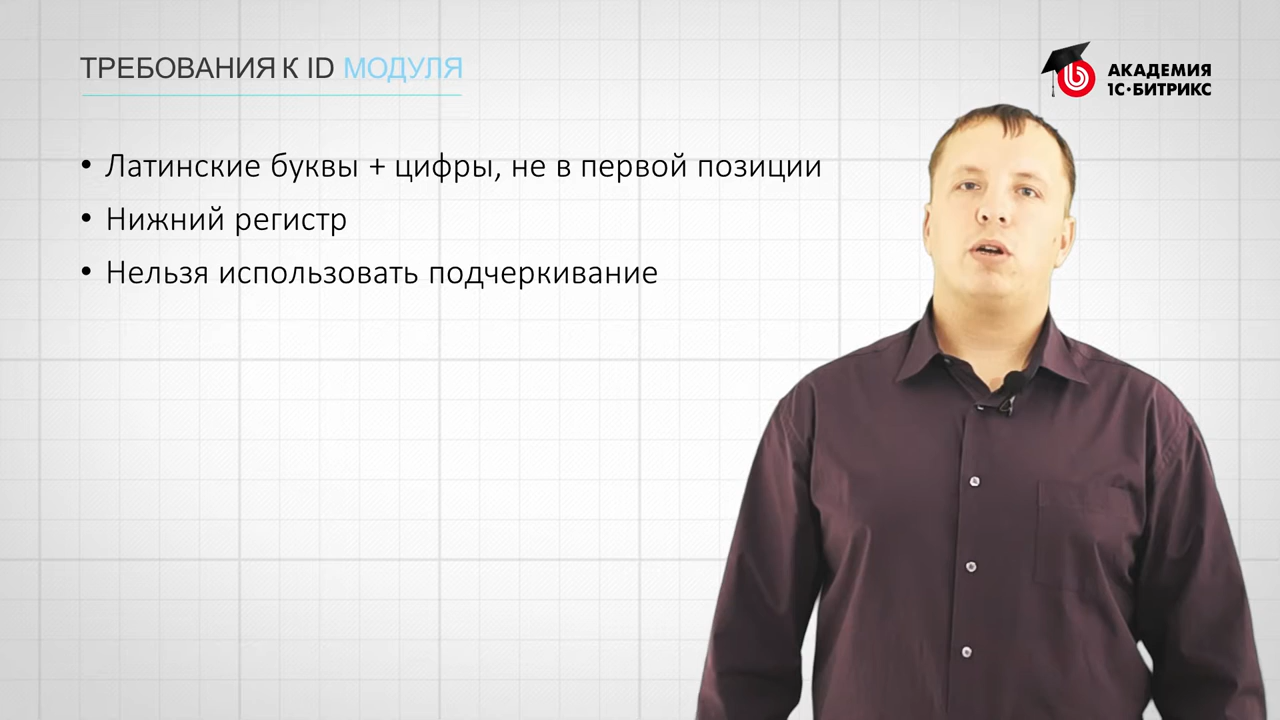 ТРЕБОВАНИЯ К ID МОДУЛЯ
АКАДЕМИЯ
1С·БИТРИКС
• Латинские буквы + цифры, не в первой позиции
• Нижний регистр
• Нельзя использовать подчеркивание